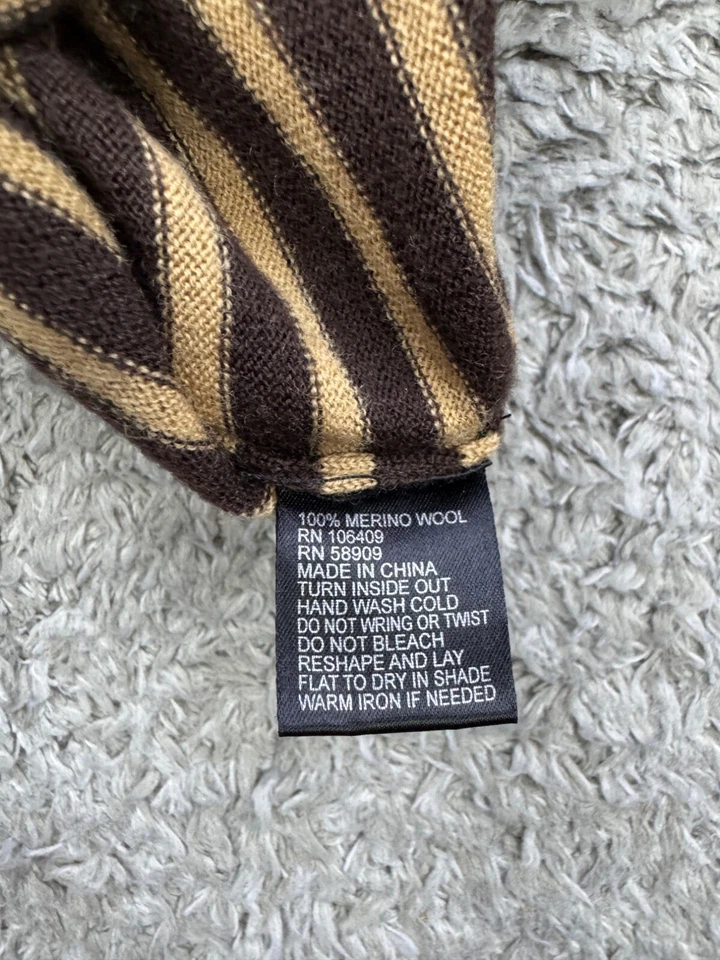 100% MERINO WOOL
RN 106409
RN 58909
MADE IN CHINA
TURN INSIDE OUT
HAND WASH COLD
DO NOT WRING OR TWIST
DO NOT BLEACH
RESHAPE AND LAY
FLAT TO DRY IN SHADE
WARM IRON IF NEEDED